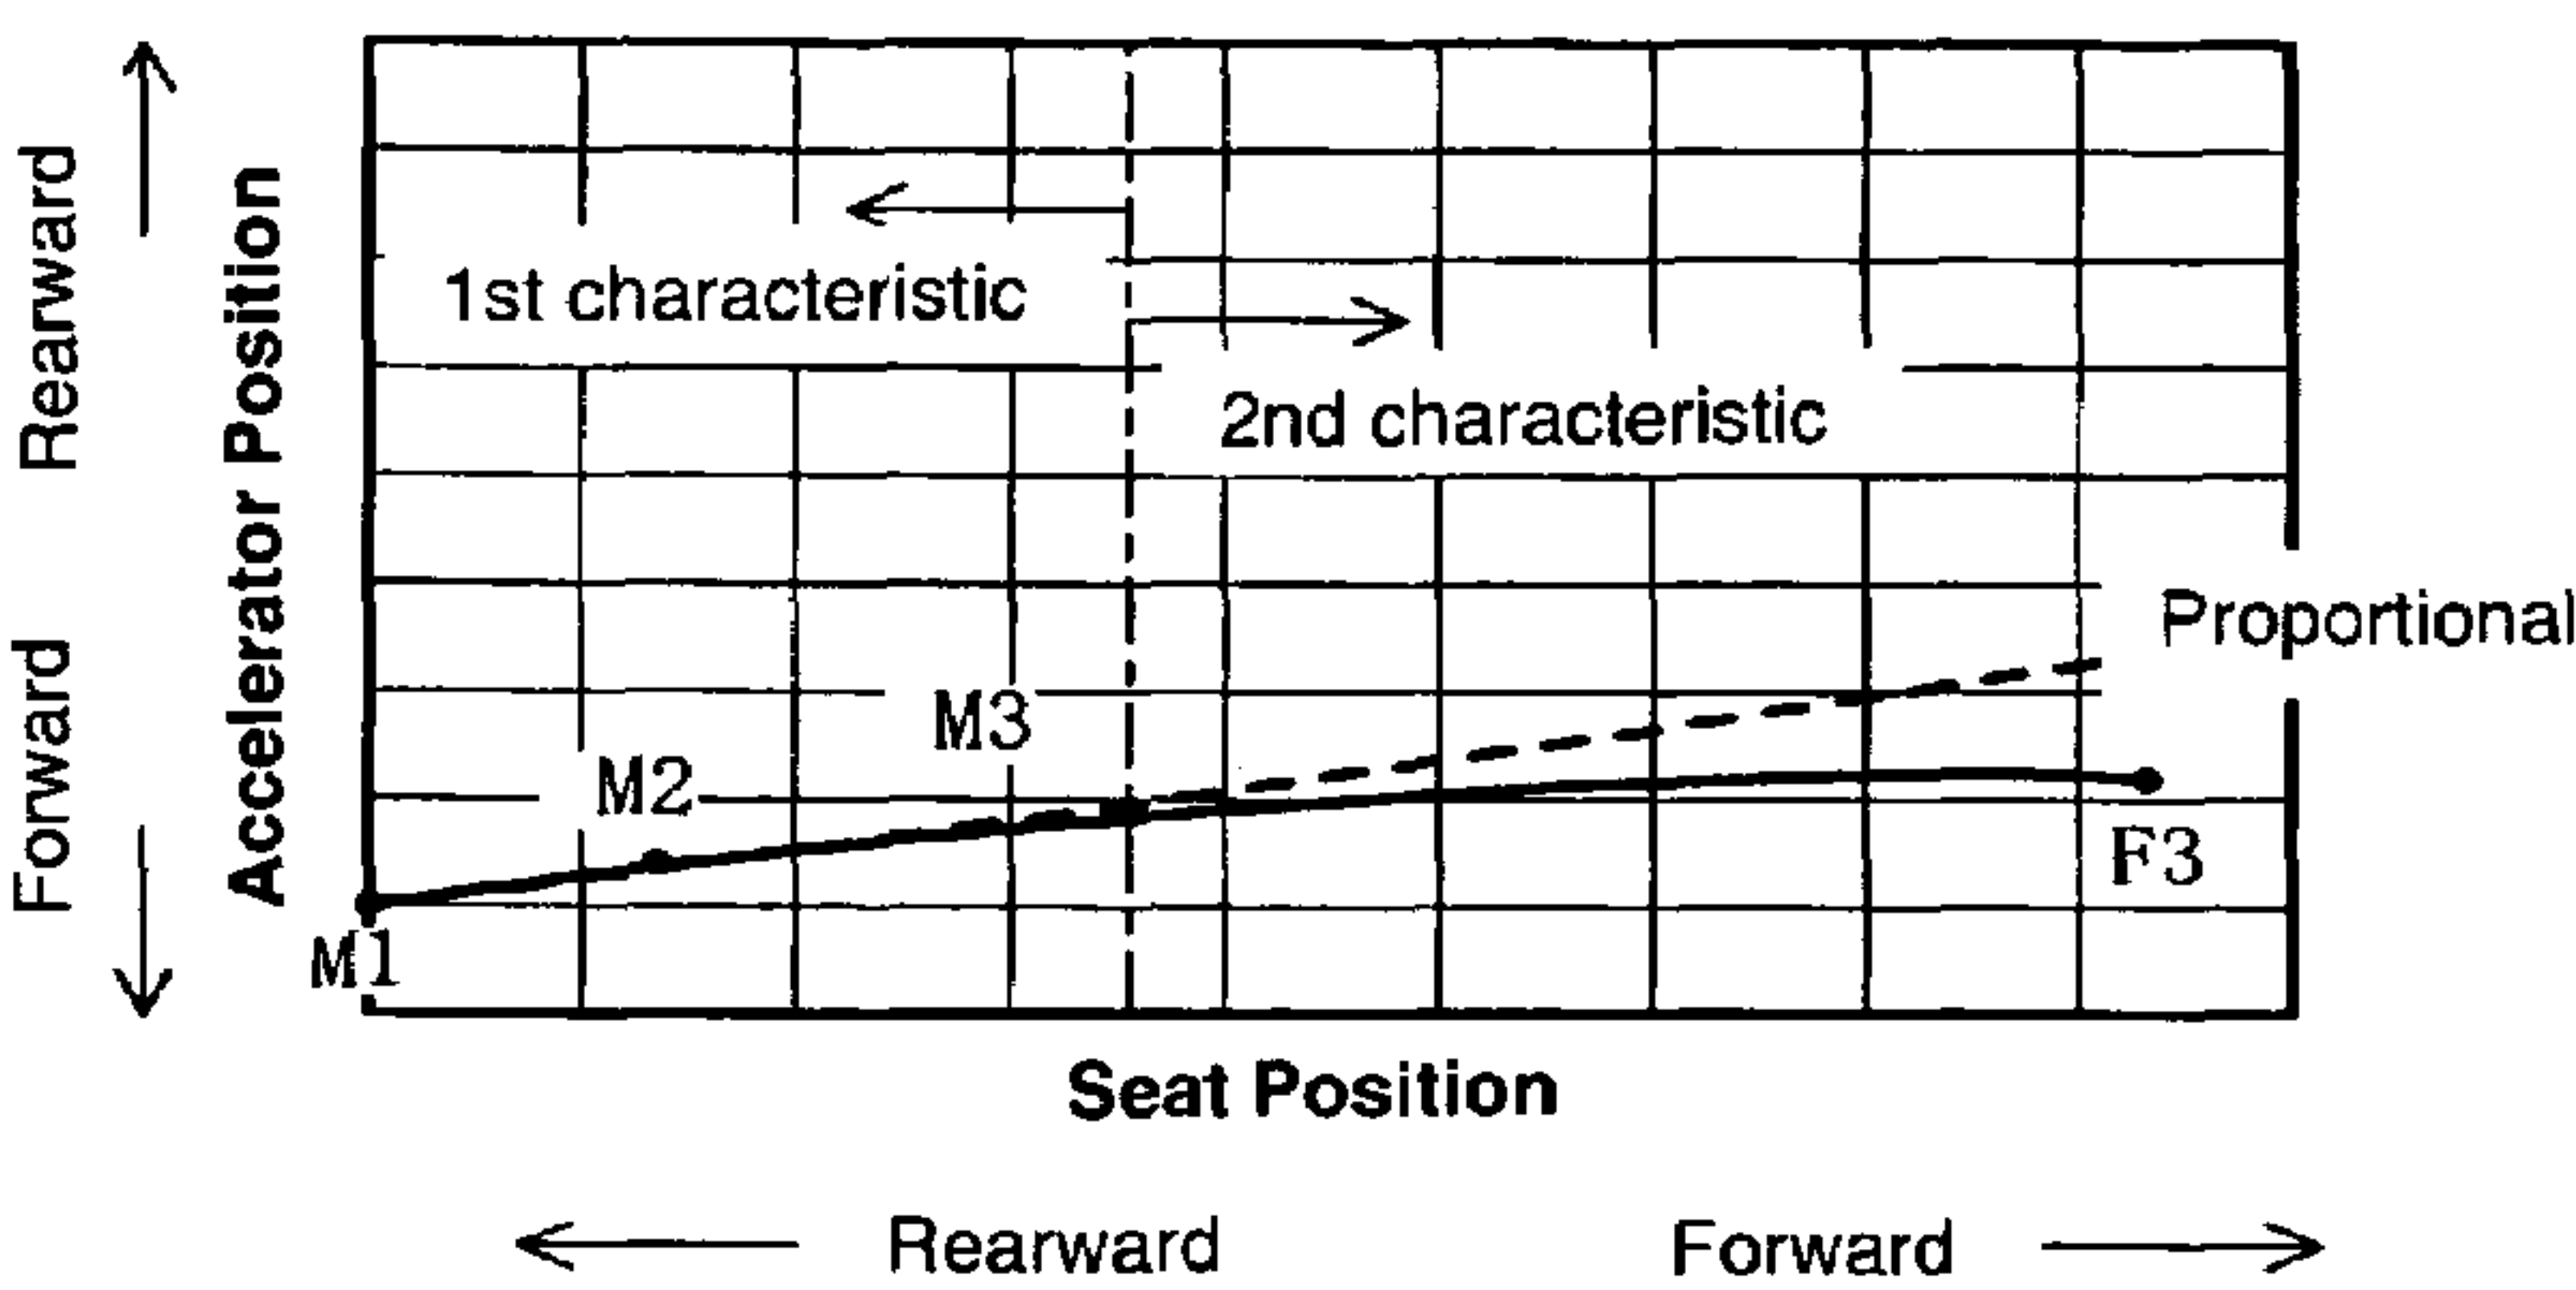 Rearward
Forward
Accelerator Position
1st characteristic
2nd characteristic
Proportional
M3
M2
F3
M1
Seat Position
Rearward
Forward